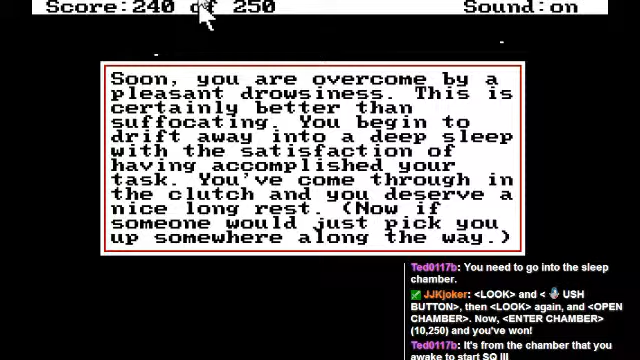 Score:240 of 250 Sound:on
Soon, you are overcome by a
pleasant drowsiness. This is
certainly better than
suffocating. You begin to
drift away into a deep sleep
with the satisfaction of
having accomplished your
task. You've come through in
the clutch and you deserve a
nice long rest. (Now if
someone would just pick you
up somewhere along the way.)
Ted0117b: You need to go into the sleep
chamber.
JJKjoker: <LOOK> and < USH
BUTTON>, then <LOOK> again, and <OPEN
CHAMBER>. Now, <ENTER CHAMBER>
(10,250) and you've won!
Ted0117b: It's from the chamber that you
awake to start SQ III